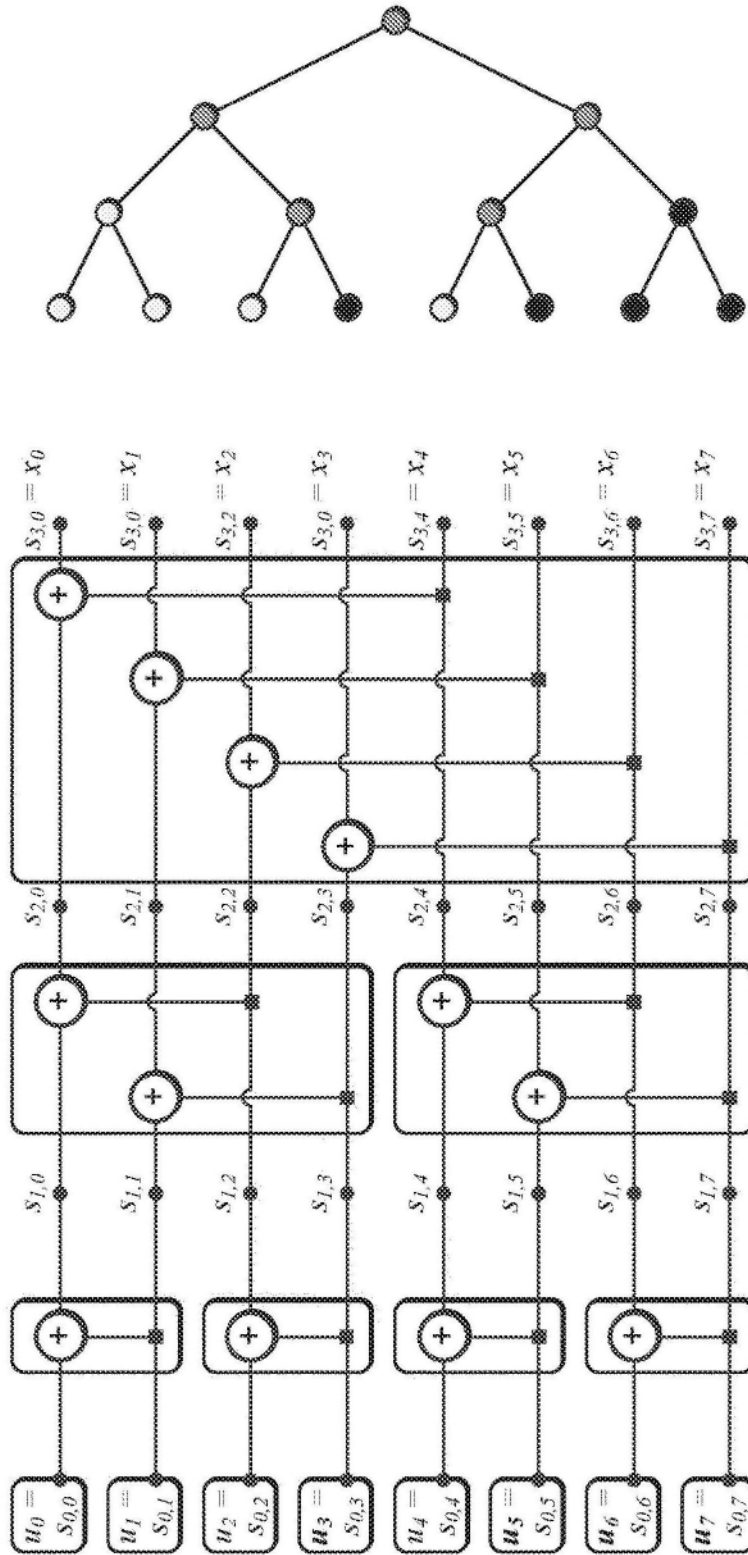 u₀ =
s₀,₀
+
s₁,₀
+
s₂,₀
+
s₃,₀ = x₀
u₁ =
s₀,₁
s₁,₁
+
s₂,₁
+
s₃,₀ = x₁
u₂ =
s₀,₂
+
s₁,₂
s₂,₂
+
s₃,₂ = x₂
u₃ =
s₀,₃
s₁,₃
s₂,₃
+
s₃,₀ = x₃
u₄ =
s₀,₄
+
s₁,₄
+
s₂,₄
s₃,₄ = x₄
u₅ =
s₀,₅
s₁,₅
+
s₂,₅
s₃,₅ = x₅
u₆ =
s₀,₆
+
s₁,₆
s₂,₆
s₃,₆ = x₆
u₇ =
s₀,₇
s₁,₇
s₂,₇
s₃,₇ = x₇